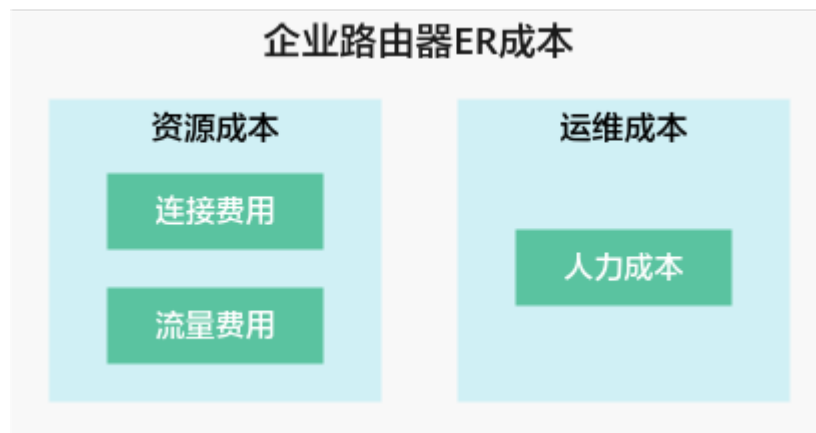 企业路由器ER成本
资源成本
连接费用
流量费用
运维成本
人力成本